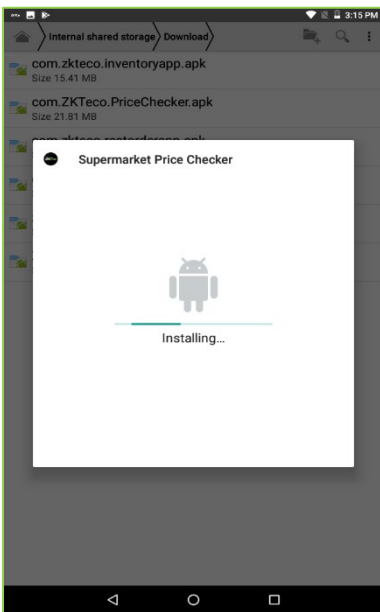 3:15 PM
Internal shared storage
Download
com.zkteco.inventoryapp.apk
Size 15.41 MB
com.ZKTeco.PriceChecker.apk
Size 21.81 MB
Supermarket Price Checker
Installing...